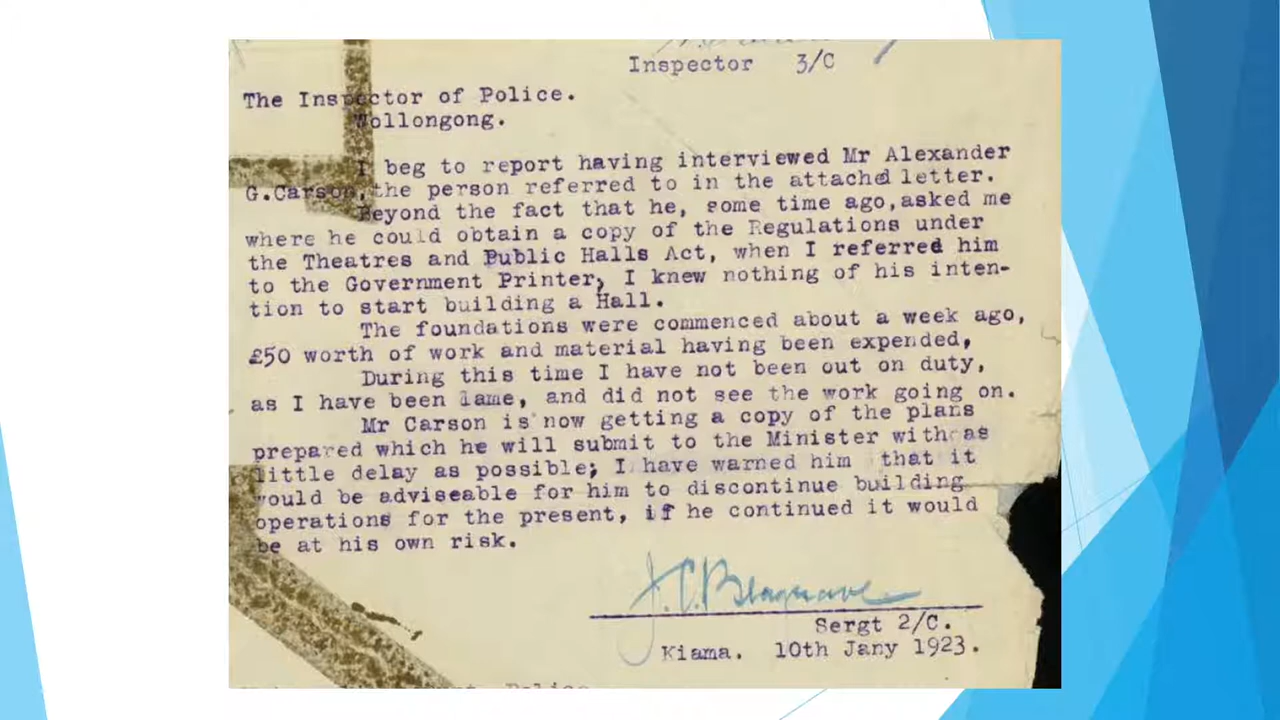 Inspector 3/C
The Inspector of Police.
Wollongong.
I beg to report having interviewed Mr Alexander
G.Carson,the person referred to in the attached letter.
Beyond the fact that he, some time ago,asked me
where he could obtain a copy of the Regulations under
the Theatres and Public Halls Act, when I referred him
to the Government Printer, I knew nothing of his inten-
tion to start building a Hall.
The foundations were commenced about a week ago,
£50 worth of work and material having been expended,
During this time I have not been out on duty,
as I have been lame, and did not see the work going on.
Mr Carson is now getting a copy of the plans
prepared which he will submit to the Minister with as
little delay as possible; I have warned him that it
would be adviseable for him to discontinue building
operations for the present, if he continued it would
be at his own risk.
J. C. Blagrave
Sergt 2/C.
Kiama. 10th Jany 1923.
Police